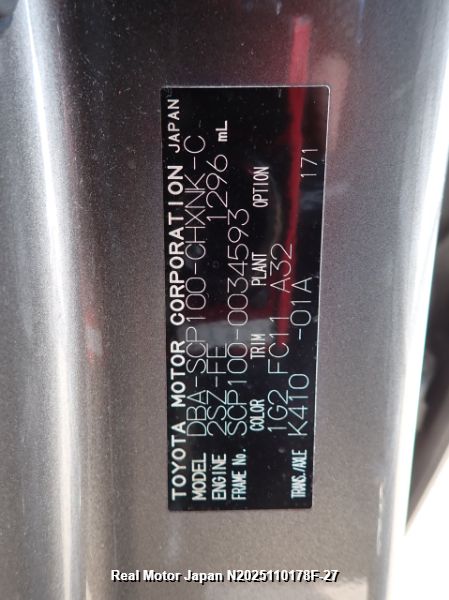 TOYOTA MOTOR CORPORATION JAPAN
MODEL DBA-SCP100-CHXNK-C
ENGINE 2SZ-FE 1296 mL
FRAME No. SCP100-0034593
COLOR TRIM PLANT OPTION
1G2 FC11 A32 171
TRANS./AXLE K410 -01A
Real Motor Japan N2025110178F-27